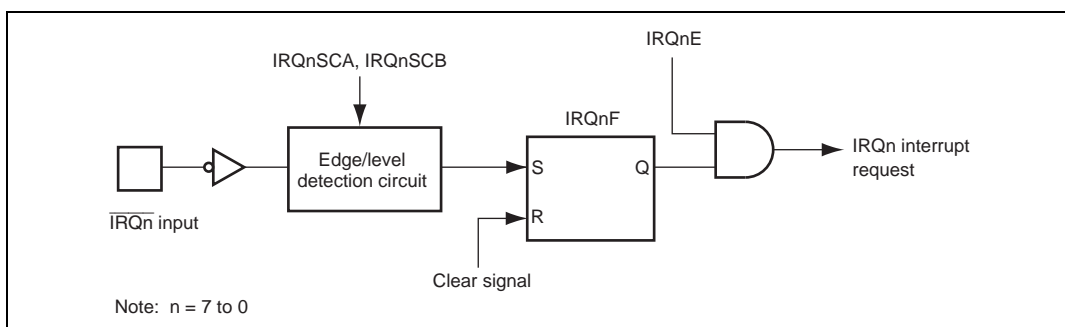 IRQnE
IRQnSCA, IRQnSCB
IRQnF
Edge/level
detection circuit
S
Q
IRQn interrupt
request
R
IRQn input
Clear signal
Note: n = 7 to 0